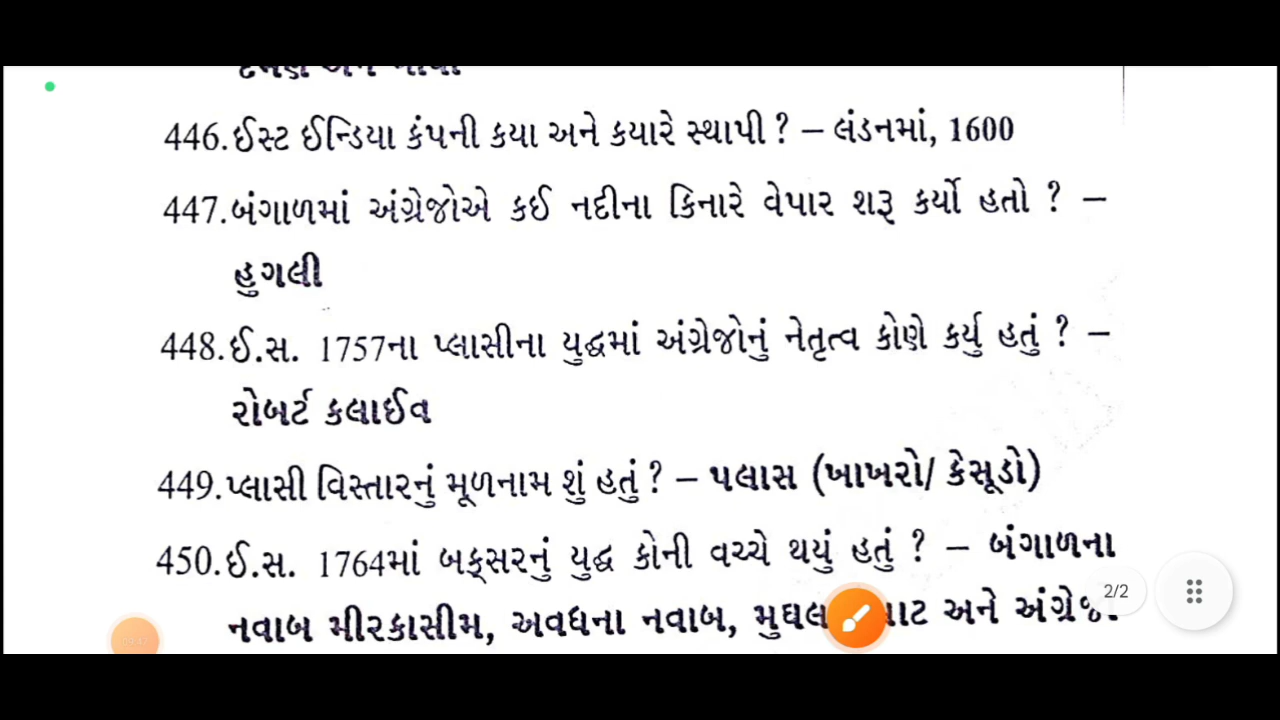 446.ઈસ્ટ ઈન્ડિયા કંપની કયા અને કયારે સ્થાપી ? – લંડનમાં, 1600
447.બંગાળમાં અંગ્રેજોએ કઈ નદીના કિનારે વેપાર શરૂ કર્યો હતો ? –
હુગલી
448.ઈ.સ. 1757ના પ્લાસીના યુદ્ધમાં અંગ્રેજોનું નેતૃત્વ કોણે કર્યુ હતું ? –
રોબર્ટ કલાઈવ
449.પ્લાસી વિસ્તારનું મૂળનામ શું હતું ? – પલાસ (ખાખરો/ કેસૂડો)
450.ઈ.સ. 1764માં બક્સરનું યુદ્ધ કોની વચ્ચે થયું હતું ? – બંગાળના
2/2
નવાબ મીરકાસીમ, અવધના નવાબ, મુઘલ અને